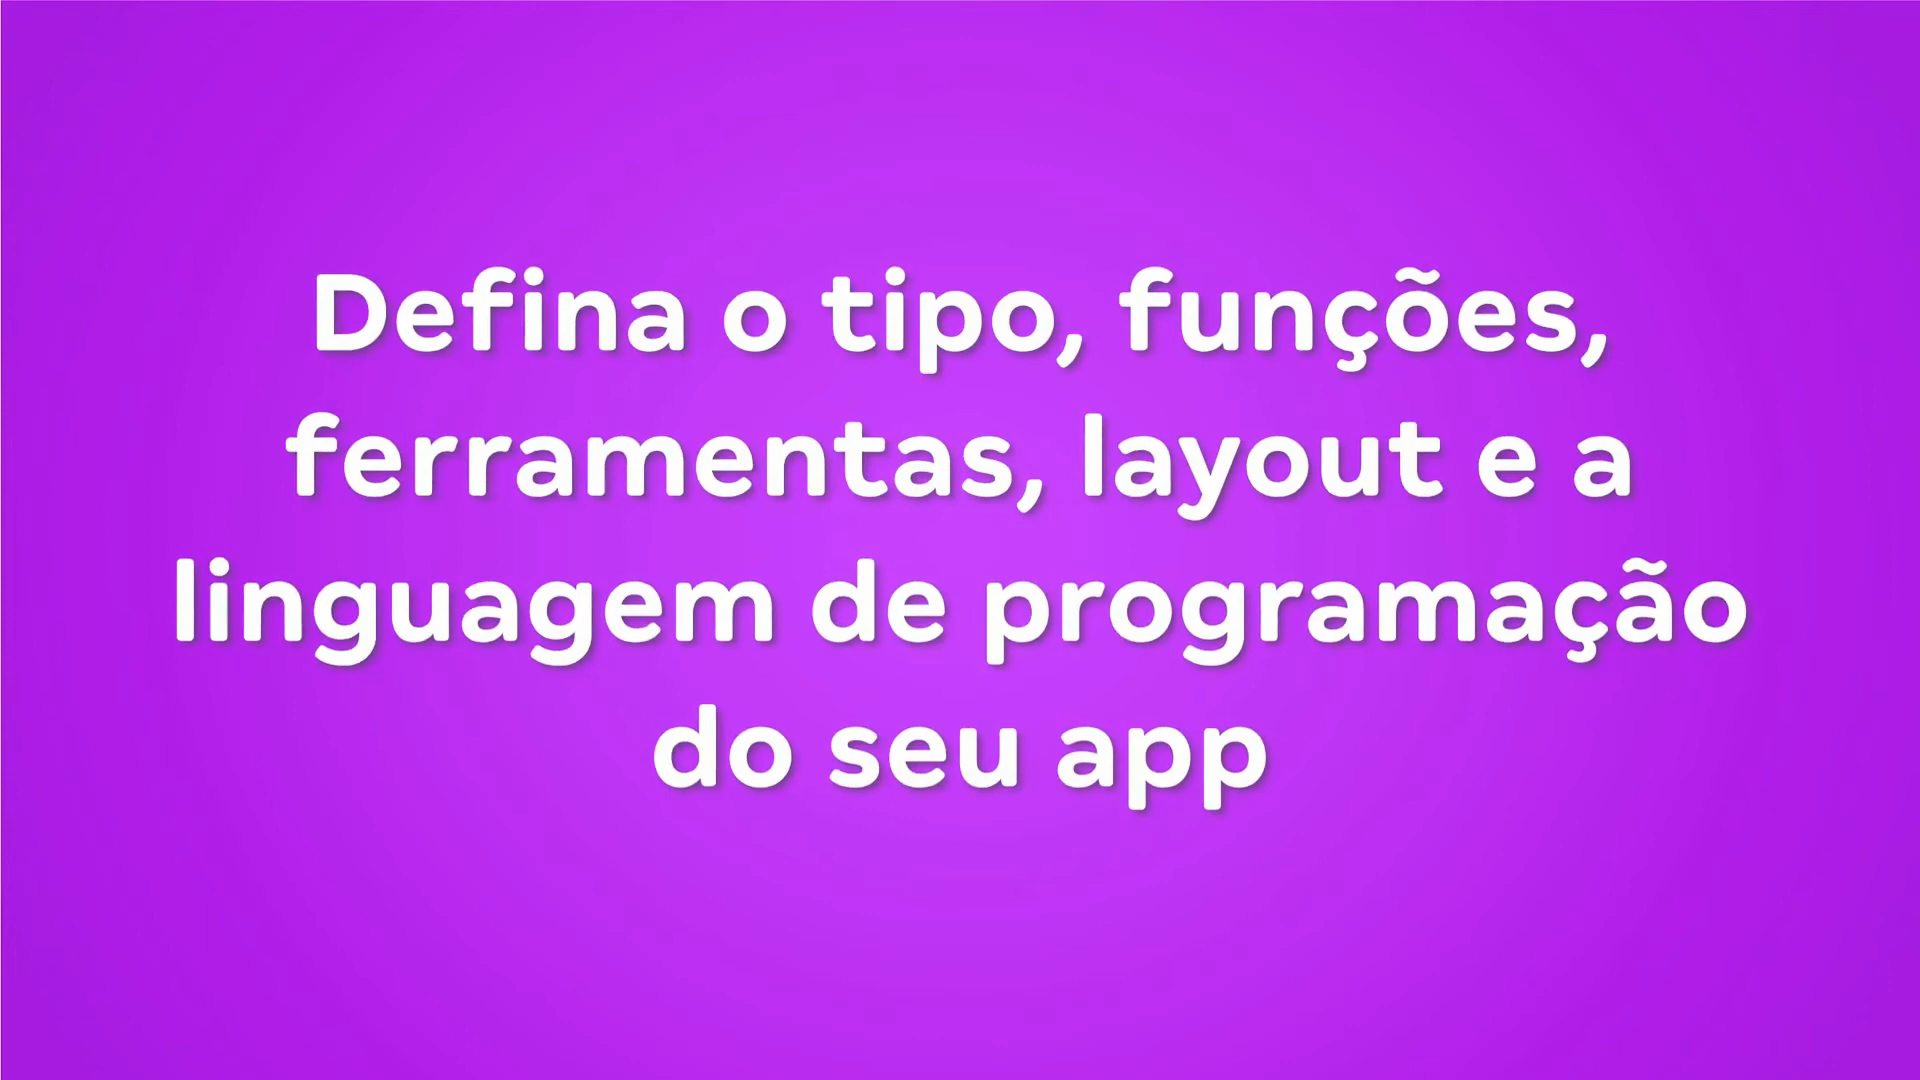 Defina o tipo, funções,
ferramentas, layout e a
linguagem de programação
do seu app